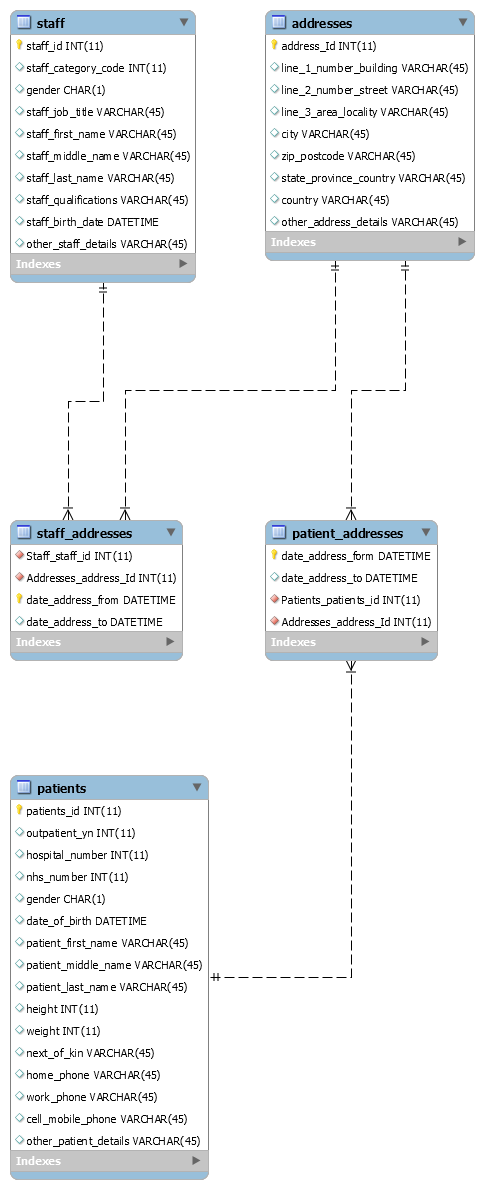 staff
staff_id INT(11)
staff_category_code INT(11)
gender CHAR(1)
staff_job_title VARCHAR(45)
staff_first_name VARCHAR(45)
staff_middle_name VARCHAR(45)
staff_last_name VARCHAR(45)
staff_qualifications VARCHAR(45)
staff_birth_date DATETIME
other_staff_details VARCHAR(45)
Indexes
addresses
address_Id INT(11)
line_1_number_building VARCHAR(45)
line_2_number_street VARCHAR(45)
line_3_area_locality VARCHAR(45)
city VARCHAR(45)
zip_postcode VARCHAR(45)
state_province_country VARCHAR(45)
country VARCHAR(45)
other_address_details VARCHAR(45)
Indexes
staff_addresses
Staff_staff_id INT(11)
Addresses_address_Id INT(11)
date_address_from DATETIME
date_address_to DATETIME
Indexes
patient_addresses
date_address_form DATETIME
date_address_to DATETIME
Patients_patients_id INT(11)
Addresses_address_Id INT(11)
Indexes
patients
patients_id INT(11)
outpatient_yn INT(11)
hospital_number INT(11)
nhs_number INT(11)
gender CHAR(1)
date_of_birth DATETIME
patient_first_name VARCHAR(45)
patient_middle_name VARCHAR(45)
patient_last_name VARCHAR(45)
height INT(11)
weight INT(11)
next_of_kin VARCHAR(45)
home_phone VARCHAR(45)
work_phone VARCHAR(45)
cell_mobile_phone VARCHAR(45)
other_patient_details VARCHAR(45)
Indexes